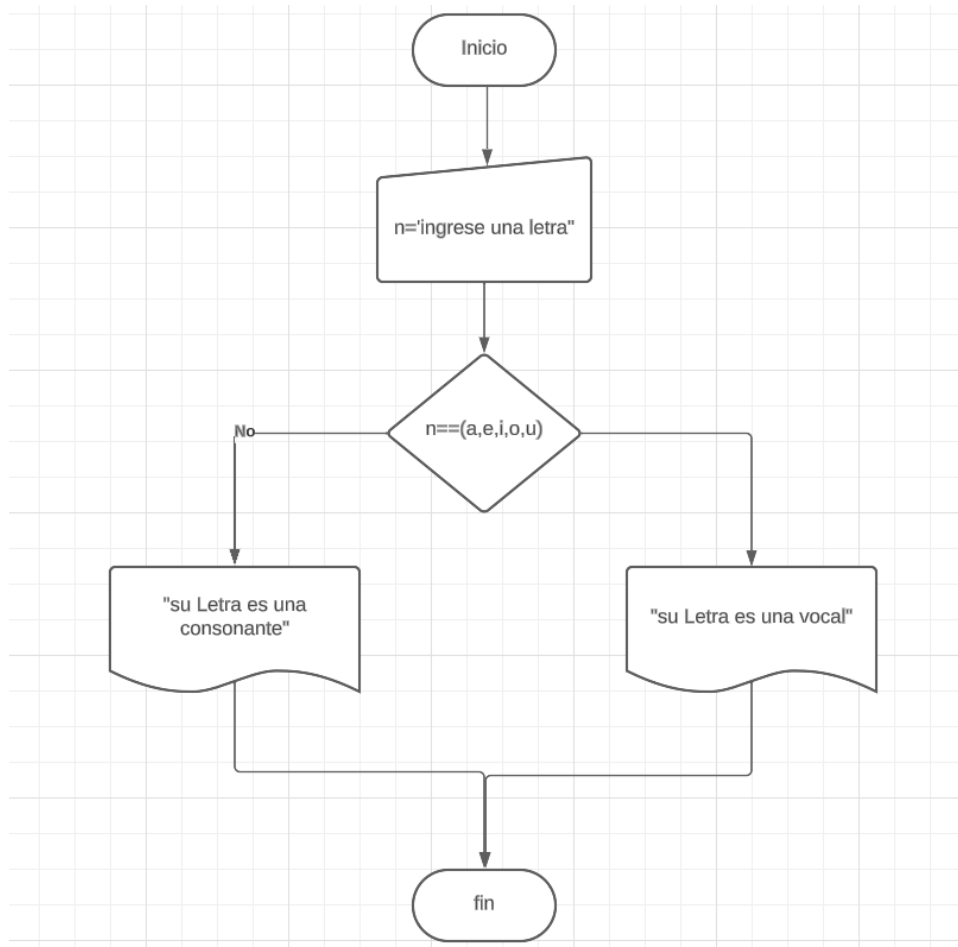 Inicio
n='ingrese una letra"
n==(a,e,i,o,u)
No
"su Letra es una
consonante"
"su Letra es una vocal"
fin